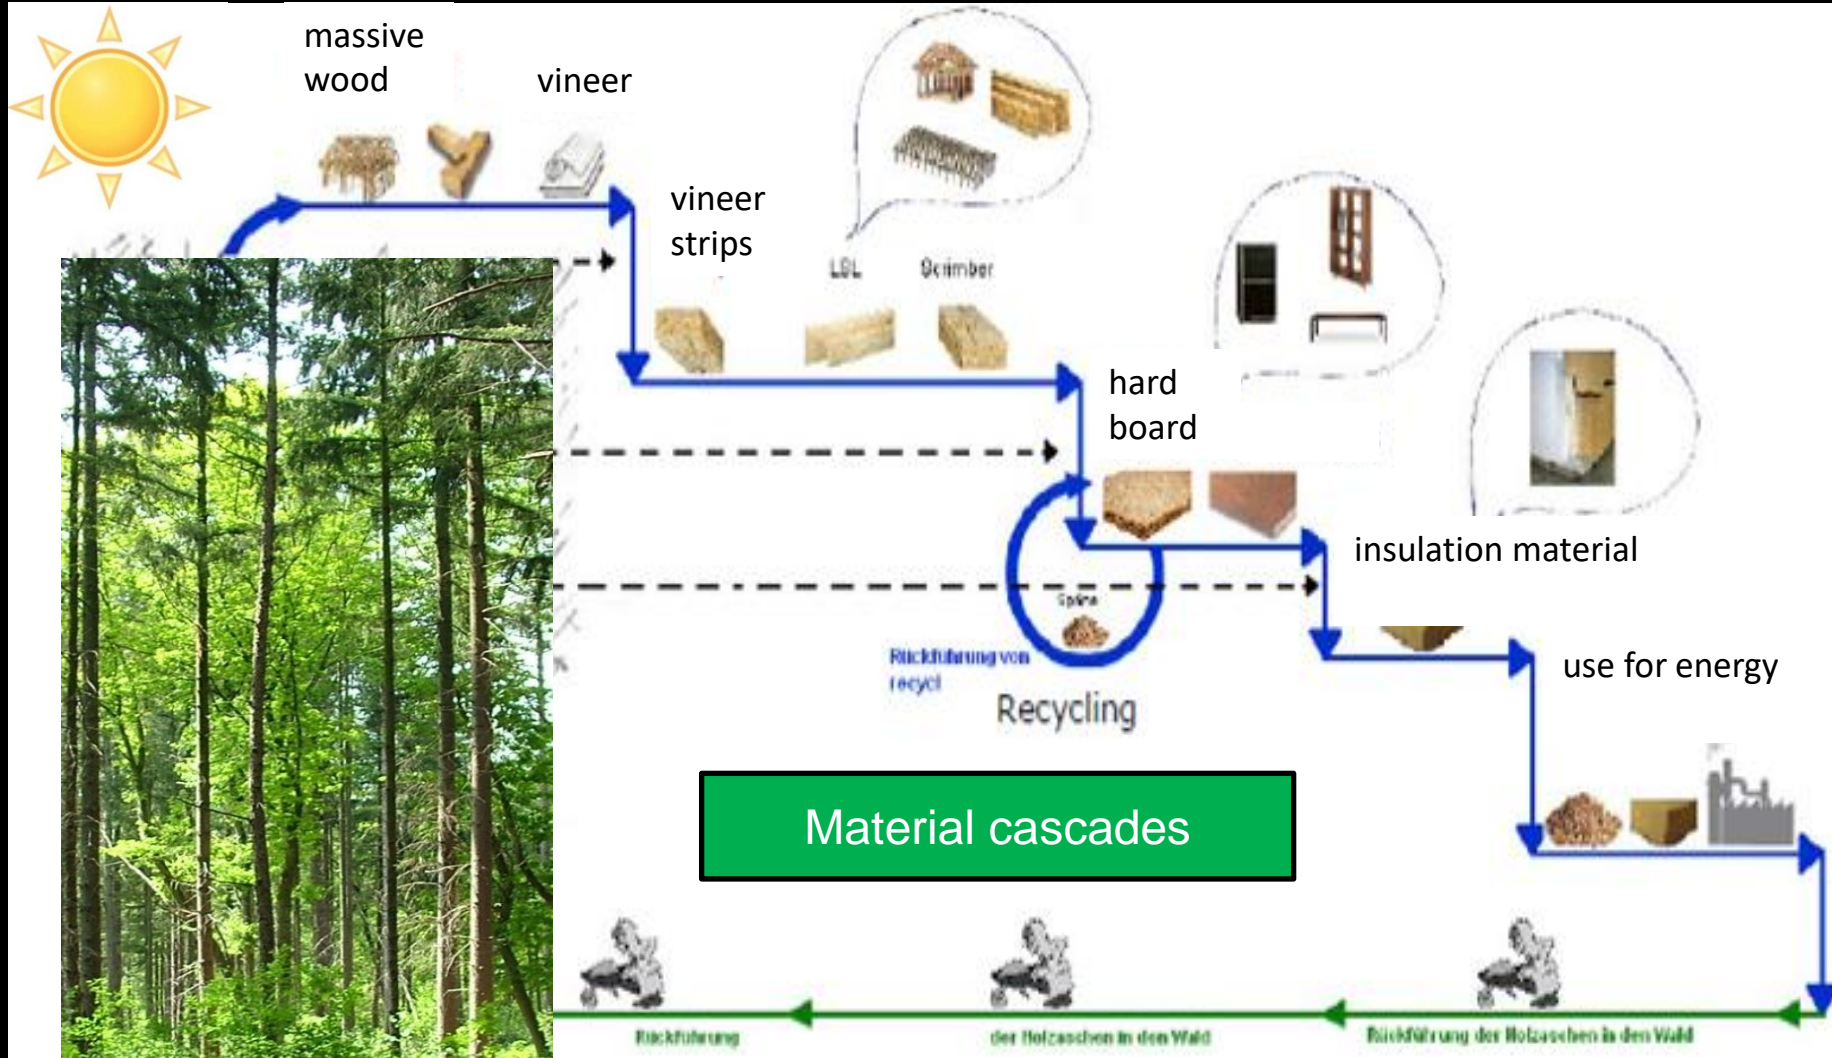 massive
wood
vineer
vineer
strips
LSL
Scrimber
hard
board
insulation material
Späne
%
Rückführung von
recycl
use for energy
Recycling
Material cascades
Rückführung
der Holzaschen in den Wald
Rückführung der Holzaschen in den Wald